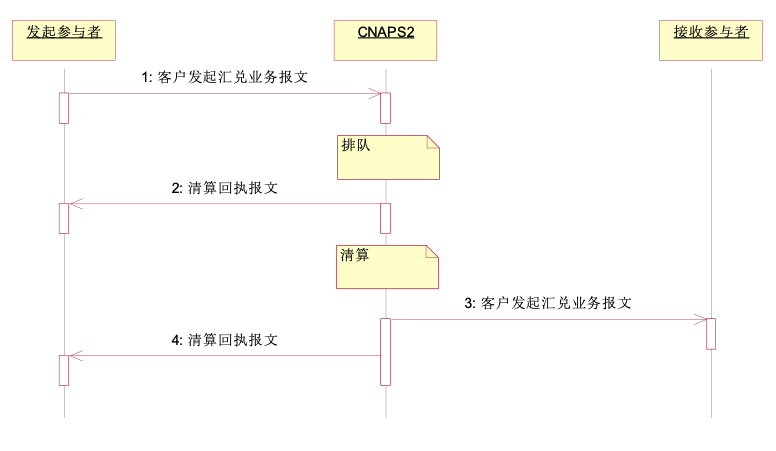 发起参与者
CNAPS2
接收参与者
1: 客户发起汇兑业务报文
排队
2: 清算回执报文
清算
3: 客户发起汇兑业务报文
4: 清算回执报文